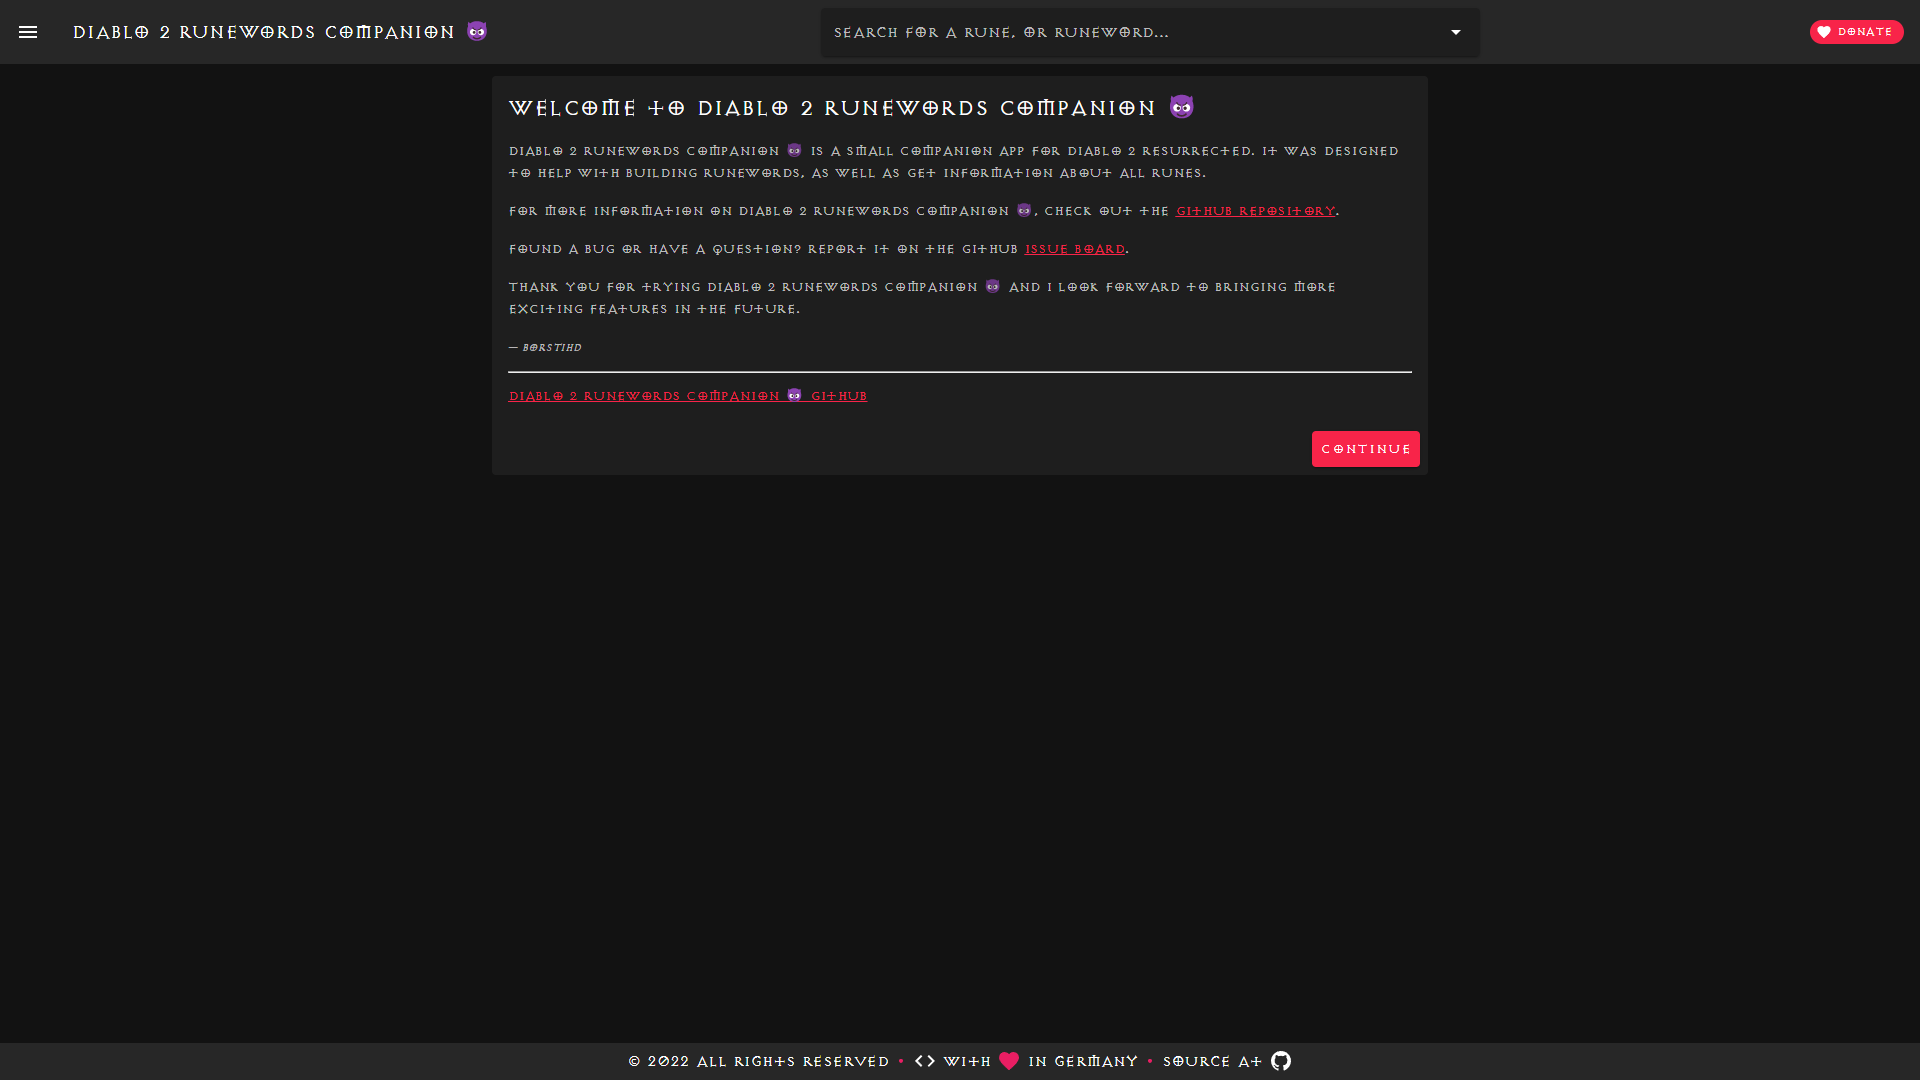 DIABLO 2 RUNEWORDS COMPANION 😈
SEARCH FOR A RUNE, OR RUNEWORD...
DONATE
WELCOME TO DIABLO 2 RUNEWORDS COMPANION 😈
DIABLO 2 RUNEWORDS COMPANION 😈 IS A SMALL COMPANION APP FOR DIABLO 2 RESURRECTED. IT WAS DESIGNED
TO HELP WITH BUILDING RUNEWORDS, AS WELL AS GET INFORMATION ABOUT ALL RUNES.
FOR MORE INFORMATION ON DIABLO 2 RUNEWORDS COMPANION 😈, CHECK OUT THE GITHUB REPOSITORY.
FOUND A BUG OR HAVE A QUESTION? REPORT IT ON THE GITHUB ISSUE BOARD.
THANK YOU FOR TRYING DIABLO 2 RUNEWORDS COMPANION 😈 AND I LOOK FORWARD TO BRINGING MORE
EXCITING FEATURES IN THE FUTURE.
— BORSTIHD
DIABLO 2 RUNEWORDS COMPANION 😈 GITHUB
CONTINUE
© 2022 ALL RIGHTS RESERVED • <> WITH ❤ IN GERMANY • SOURCE AT